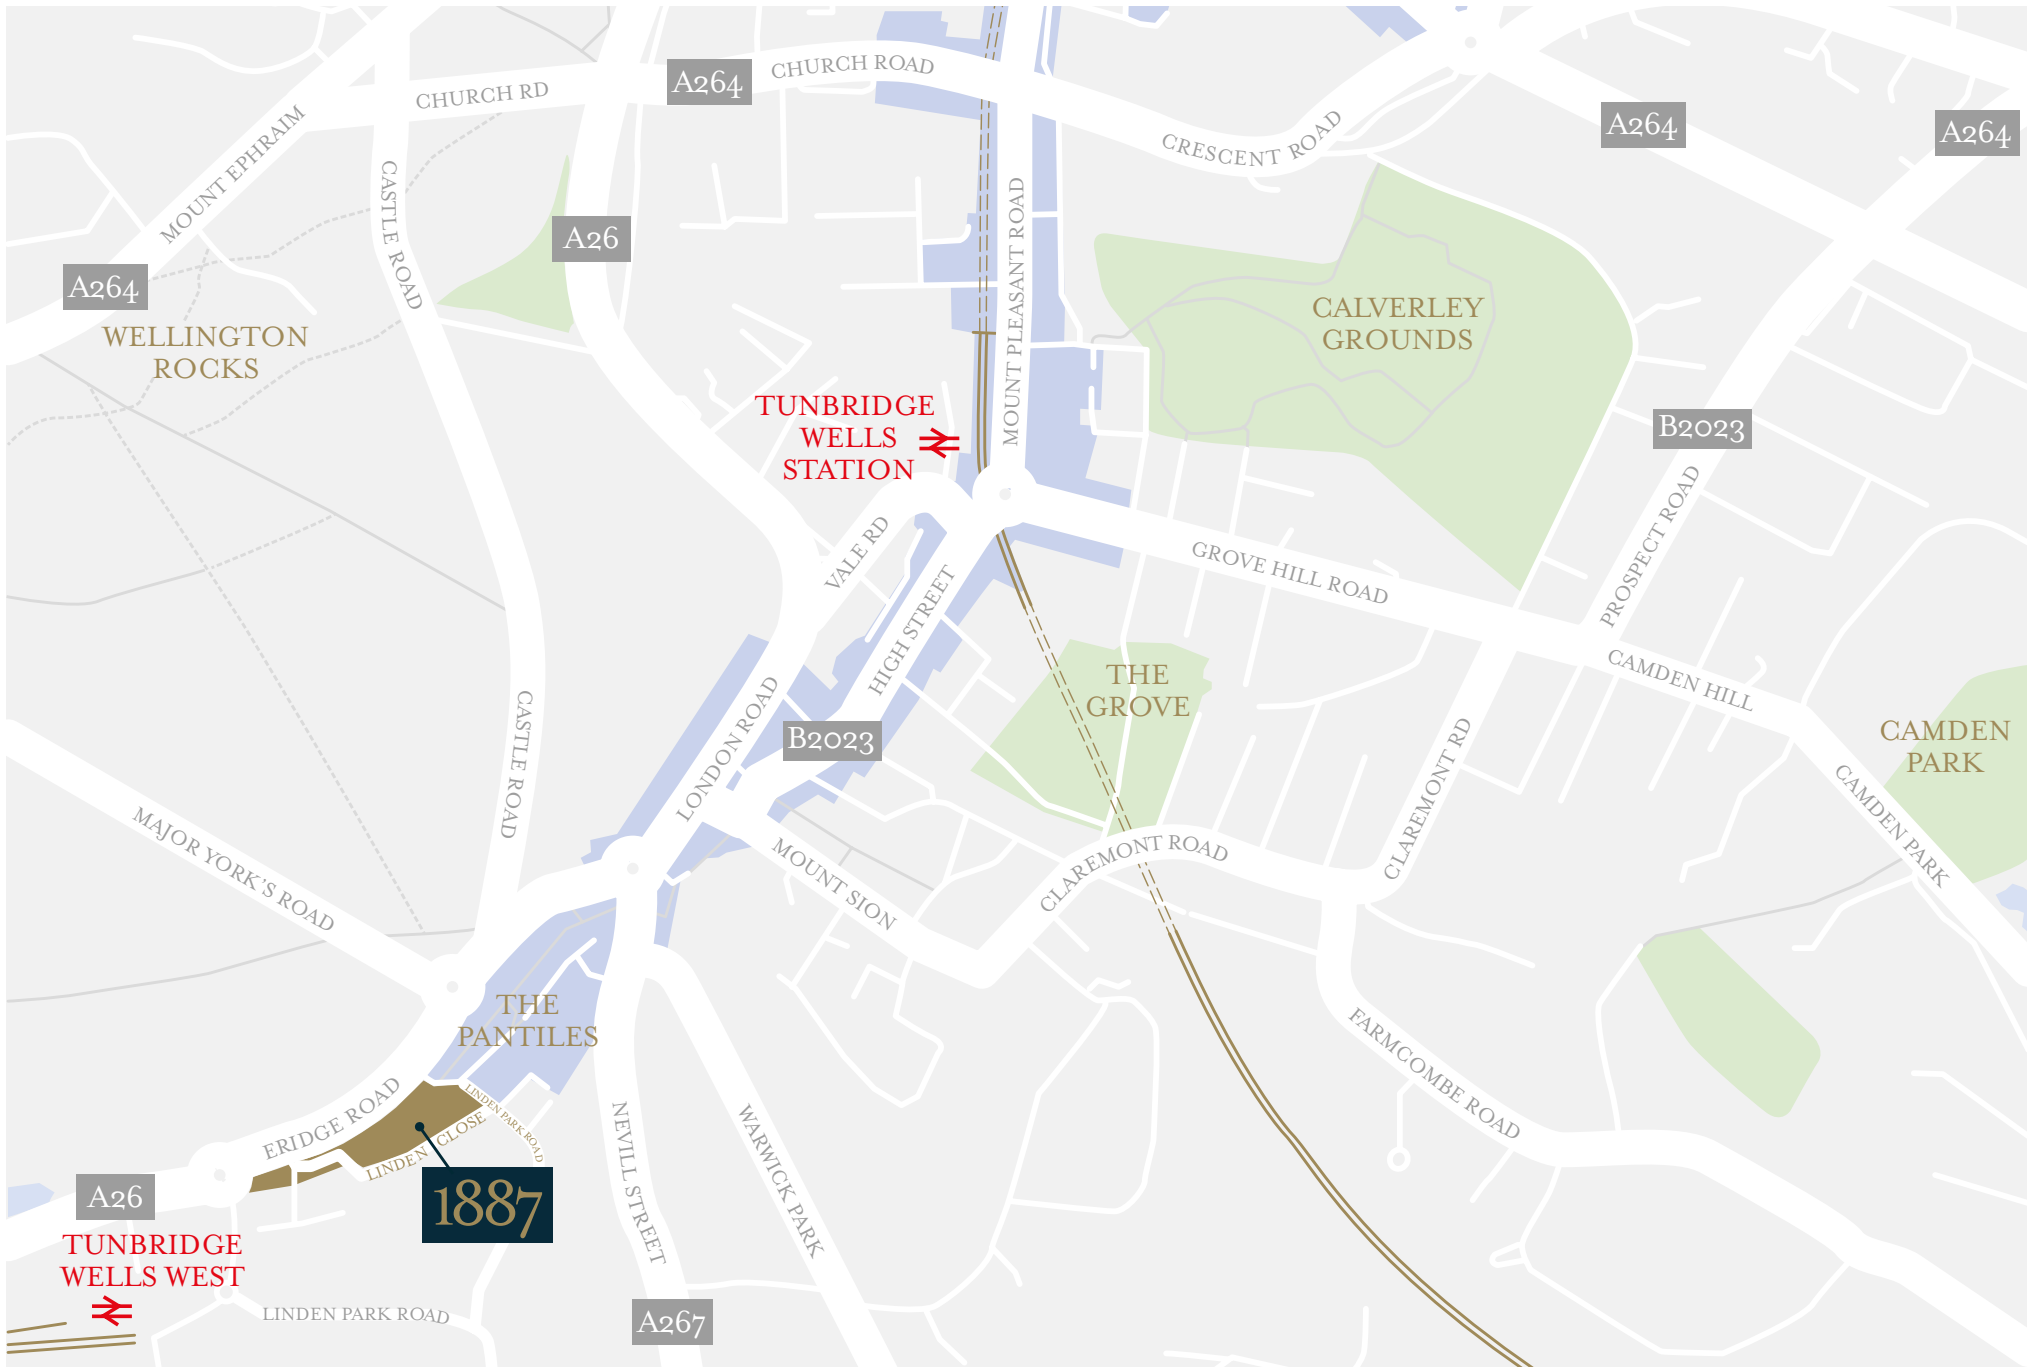 CHURCH ROAD
A264
CHURCH RD
MOUNT EPHRAIM
CRESCENT ROAD
A264
A264
CASTLE ROAD
A26
MOUNT PLEASANT ROAD
A264
WELLINGTON
ROCKS
CALVERLEY
GROUNDS
TUNBRIDGE
WELLS
STATION
B2023
PROSPECT ROAD
VALE RD
GROVE HILL ROAD
HIGH STREET
THE
GROVE
CAMDEN HILL
CASTLE ROAD
LONDON ROAD
B2023
CLAREMONT RD
CAMDEN
PARK
CAMDEN PARK
MAJOR YORK'S ROAD
MOUNT SION
CLAREMONT ROAD
THE
PANTILES
FARMCOMBE ROAD
ERIDGE ROAD
LINDEN PARK ROAD
LINDEN CLOSE
NEVILL STREET
WARWICK PARK
A26
1887
TUNBRIDGE
WELLS WEST
LINDEN PARK ROAD
A267